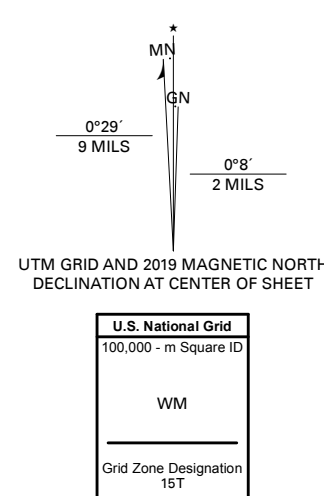 ★
MN
GN
0°29´
9 MILS
0°8´
2 MILS
UTM GRID AND 2019 MAGNETIC NORTH
DECLINATION AT CENTER OF SHEET
U.S. National Grid
100,000 - m Square ID
WM
Grid Zone Designation
15T